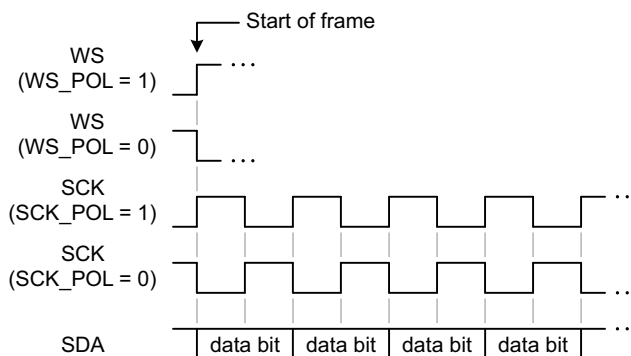 Start of frame
WS
(WS_POL = 1)
WS
(WS_POL = 0)
SCK
(SCK_POL = 1)
SCK
(SCK_POL = 0)
SDA data bit data bit data bit data bit